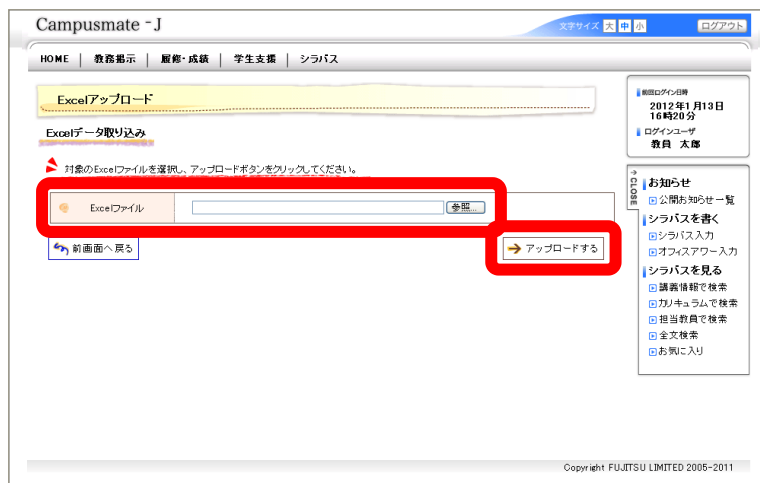 Campusmate-J
文字サイズ 大 中 小 ログアウト
HOME | 教務掲示 | 履修・成績 | 学生支援 | シラバス
Excelアップロード
Excelデータ取り込み
対象のExcelファイルを選択し、アップロードボタンをクリックしてください。
Excelファイル 参照...
前画面へ戻る アップロードする
前回ログイン日時
2012年1月13日
16時20分
ログインユーザ
教員 太郎
CLOSE
お知らせ
公開お知らせ一覧
シラバスを書く
シラバス入力
オフィスアワー入力
シラバスを見る
講義情報で検索
カリキュラムで検索
担当教員で検索
全文検索
お気に入り
Copyright FUJITSU LIMITED 2005-2011